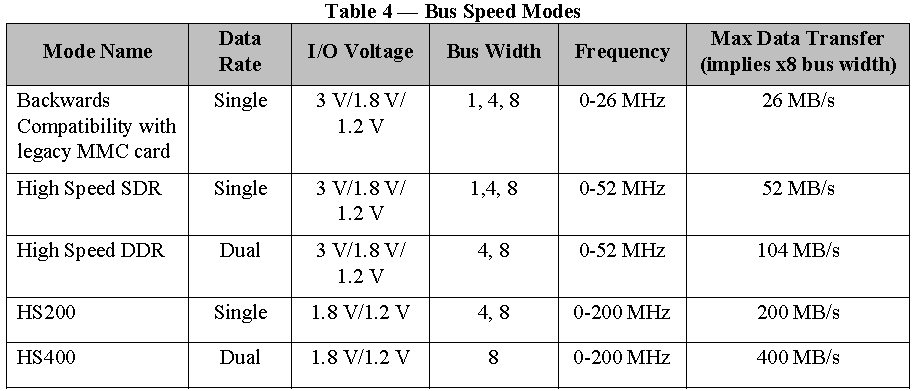 Table 4 — Bus Speed Modes
Mode Name Data Rate I/O Voltage Bus Width Frequency Max Data Transfer (implies x8 bus width)
Backwards Compatibility with legacy MMC card Single 3 V/1.8 V/ 1.2 V 1, 4, 8 0-26 MHz 26 MB/s
High Speed SDR Single 3 V/1.8 V/ 1.2 V 1,4, 8 0-52 MHz 52 MB/s
High Speed DDR Dual 3 V/1.8 V/ 1.2 V 4, 8 0-52 MHz 104 MB/s
HS200 Single 1.8 V/1.2 V 4, 8 0-200 MHz 200 MB/s
HS400 Dual 1.8 V/1.2 V 8 0-200 MHz 400 MB/s